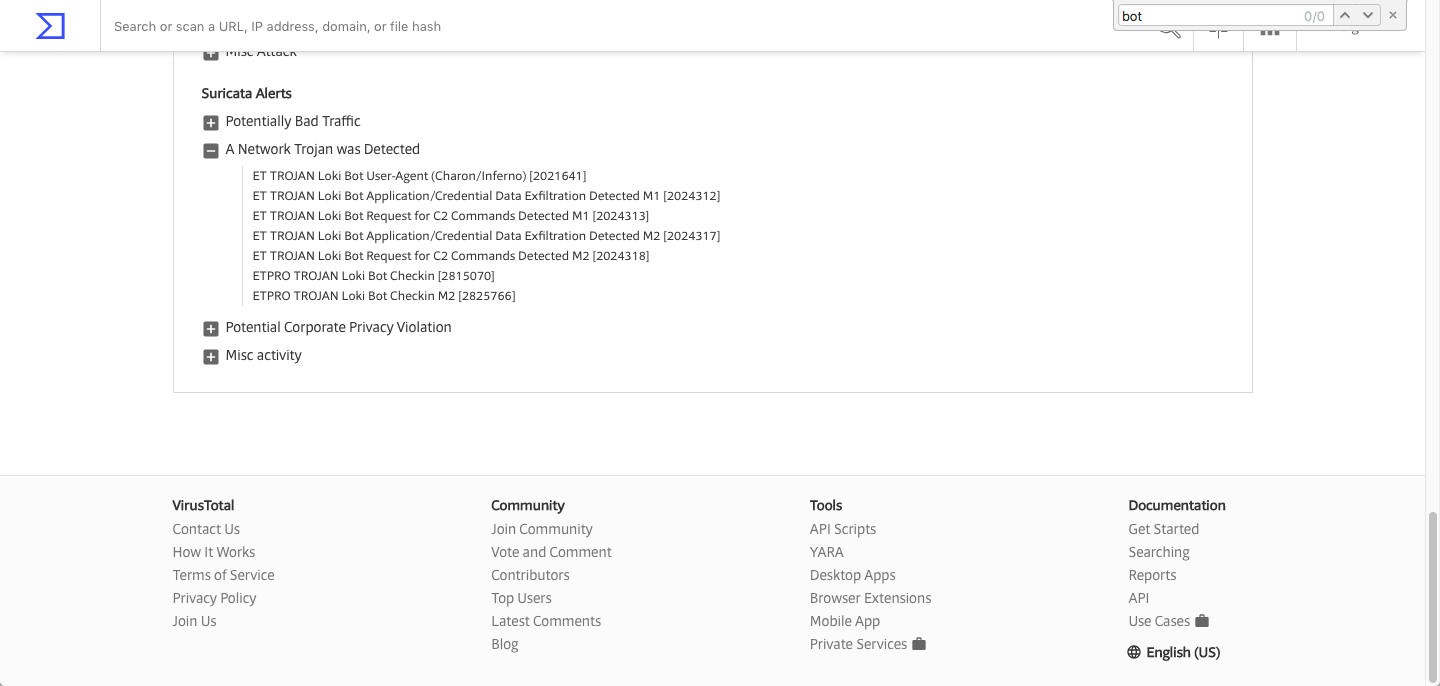 Search or scan a URL, IP address, domain, or file hash
bot 0/0
Misc Attack
Suricata Alerts
Potentially Bad Traffic
A Network Trojan was Detected
ET TROJAN Loki Bot User-Agent (Charon/Inferno) [2021641]
ET TROJAN Loki Bot Application/Credential Data Exfiltration Detected M1 [2024312]
ET TROJAN Loki Bot Request for C2 Commands Detected M1 [2024313]
ET TROJAN Loki Bot Application/Credential Data Exfiltration Detected M2 [2024317]
ET TROJAN Loki Bot Request for C2 Commands Detected M2 [2024318]
ETPRO TROJAN Loki Bot Checkin [2815070]
ETPRO TROJAN Loki Bot Checkin M2 [2825766]
Potential Corporate Privacy Violation
Misc activity
VirusTotal
Contact Us
How It Works
Terms of Service
Privacy Policy
Join Us
Community
Join Community
Vote and Comment
Contributors
Top Users
Latest Comments
Blog
Tools
API Scripts
YARA
Desktop Apps
Browser Extensions
Mobile App
Private Services
Documentation
Get Started
Searching
Reports
API
Use Cases
English (US)